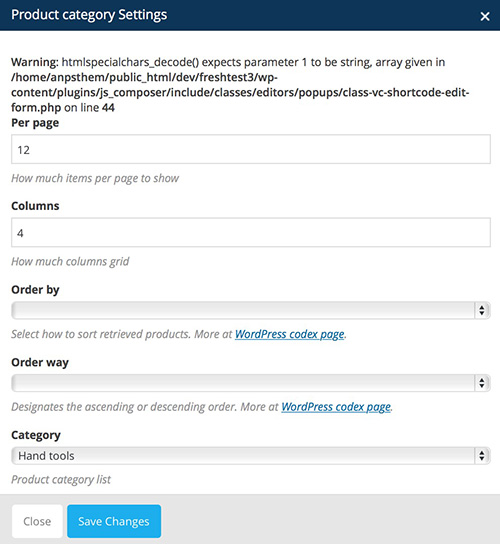 Product category Settings
Warning: htmlspecialchars_decode() expects parameter 1 to be string, array given in
/home/anpsthem/public_html/dev/freshtest3/wp-
content/plugins/js_composer/include/classes/editors/popups/class-vc-shortcode-edit-
form.php on line 44
Per page
12
How much items per page to show
Columns
4
How much columns grid
Order by
Select how to sort retrieved products. More at WordPress codex page.
Order way
Designates the ascending or descending order. More at WordPress codex page.
Category
Hand tools
Product category list
Close Save Changes